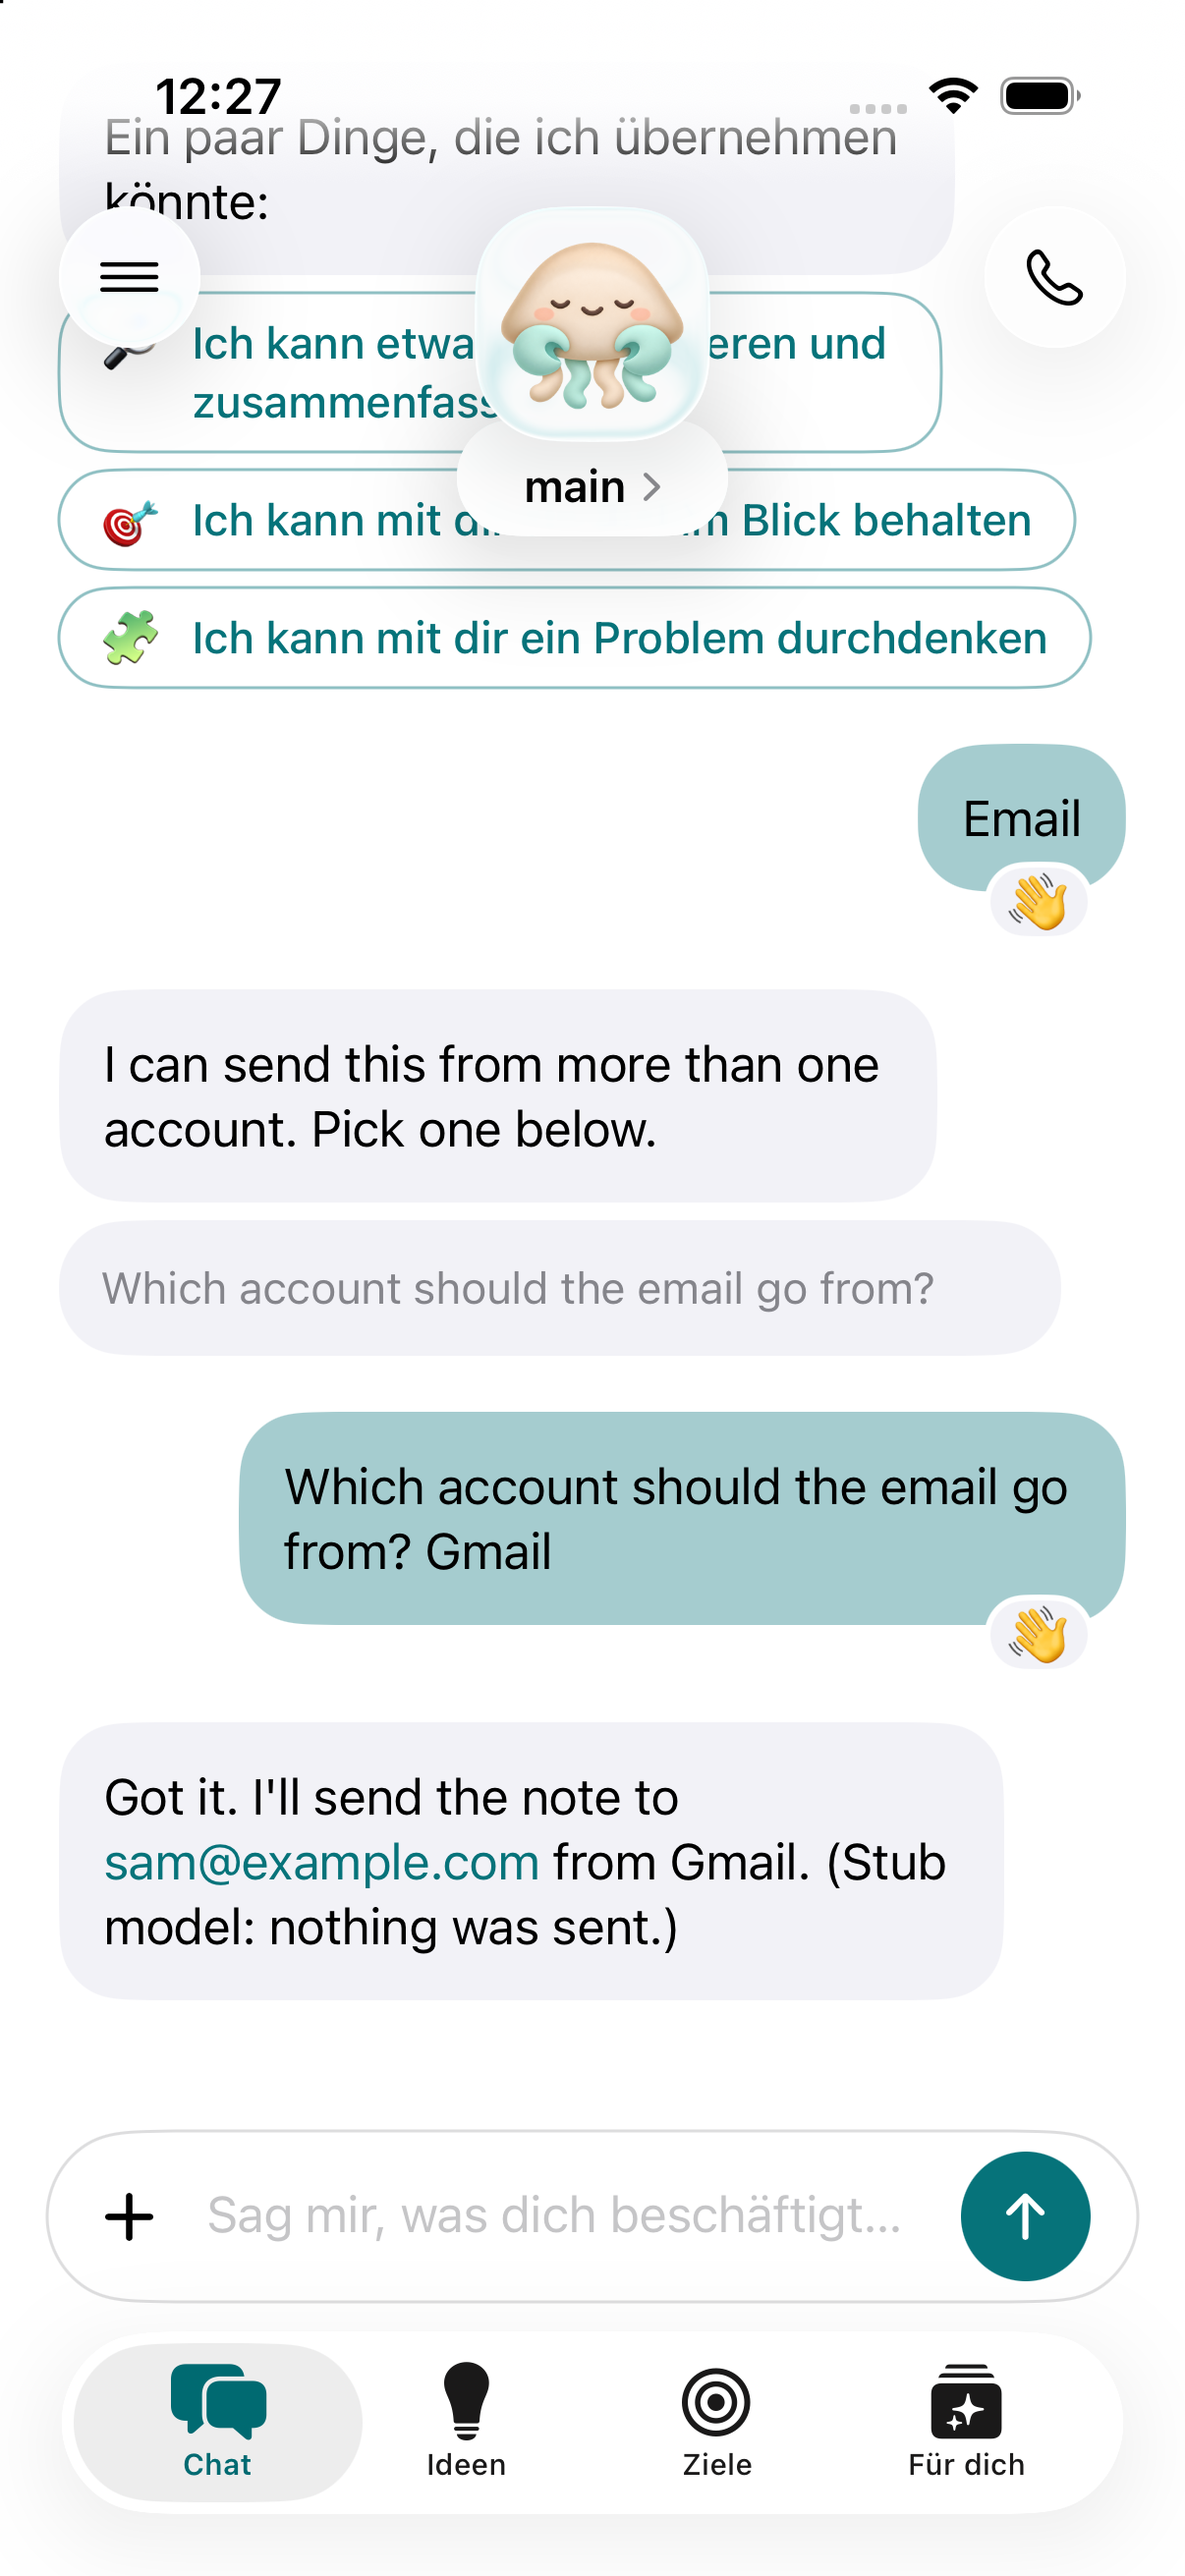 12:27
Ein paar Dinge, die ich übernehmen
könnte:
Ich kann etwa eren und
zusammenfass
main
Ich kann mit di m Blick behalten
Ich kann mit dir ein Problem durchdenken
Email
I can send this from more than one
account. Pick one below.
Which account should the email go from?
Which account should the email go
from? Gmail
Got it. I'll send the note to
sam@example.com from Gmail. (Stub
model: nothing was sent.)
Sag mir, was dich beschäftigt...
Chat
Ideen
Ziele
Für dich